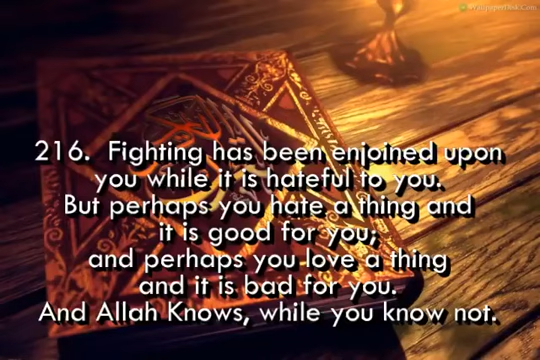 WallpapersDisk.Com
216. Fighting has been enjoined upon
you while it is hateful to you.
But perhaps you hate a thing and
it is good for you;
and perhaps you love a thing
and it is bad for you.
And Allah Knows, while you know not.